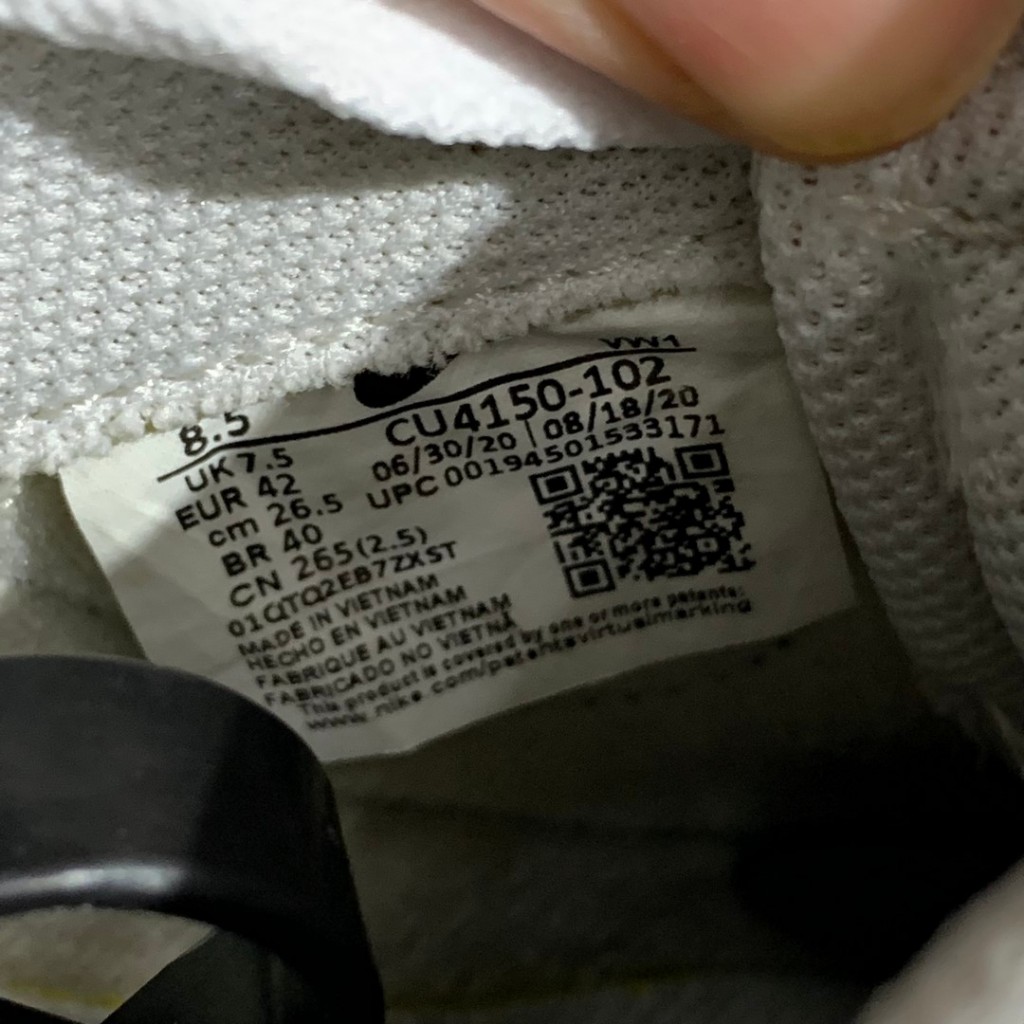 VW1
8.5
CU4150-102
UK 7.5
06/30/20 | 08/18/20
EUR 42
UPC 00194501533171
cm 26.5
BR 40
CN 265(2.5)
01QTQ2EB7ZXST
MADE IN VIETNAM
HECHO EN VIETNAM
FABRIQUE AU VIETNAM
FABRICADO NO VIETNÃ
This product is covered by one or more patents:
www.nike.com/patentsvirtualmarking